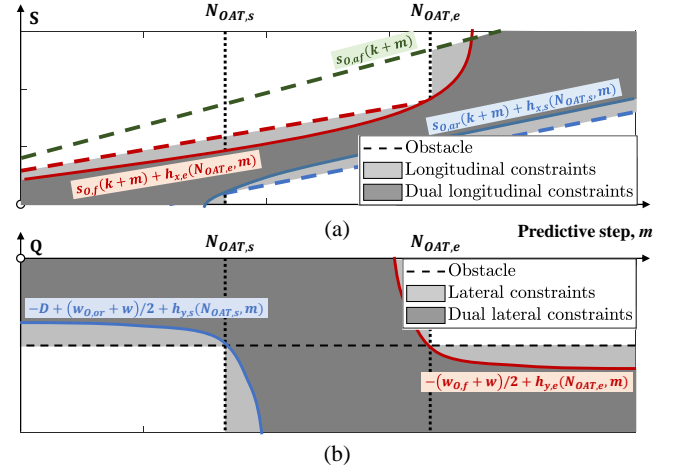 S
N_{OAT,s}
N_{OAT,e}
s_{O,af}(k+m)
s_{O,ar}(k+m)+h_{x,s}(N_{OAT,s},m)
s_{O,f}(k+m)+h_{x,e}(N_{OAT,e},m)
Obstacle
Longitudinal constraints
Dual longitudinal constraints
(a)
Predictive step, m
Q
N_{OAT,s}
N_{OAT,e}
−D+(w_{O,or}+w)/2+h_{y,s}(N_{OAT,s},m)
Obstacle
Lateral constraints
Dual lateral constraints
−(w_{O,f}+w)/2+h_{y,e}(N_{OAT,e},m)
(b)